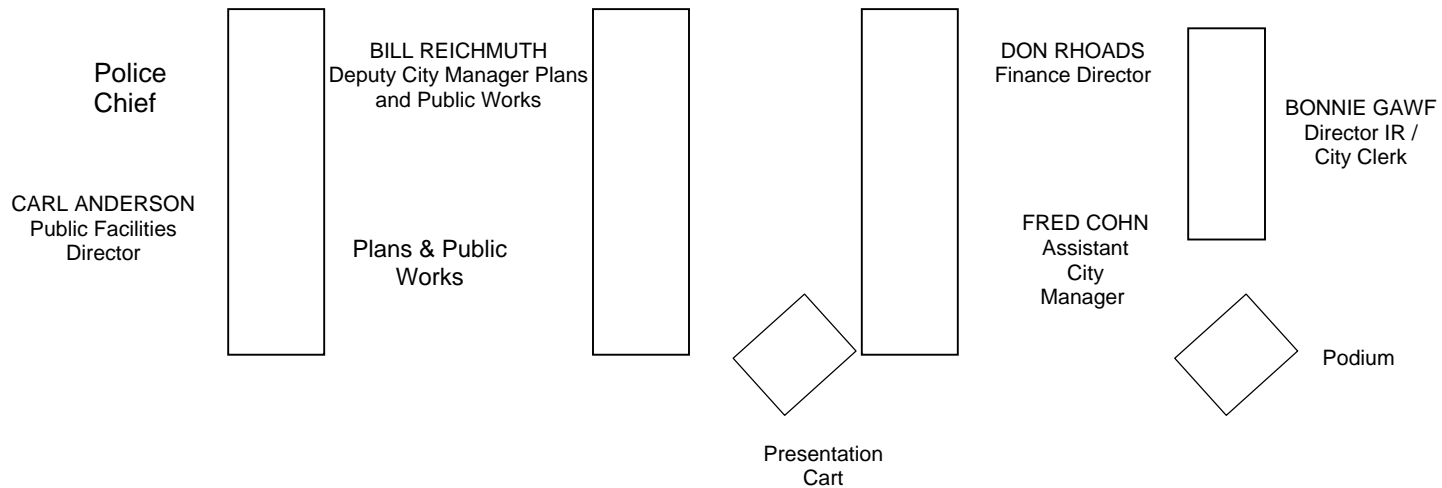 Police
Chief
BILL REICHMUTH
Deputy City Manager Plans
and Public Works
DON RHOADS
Finance Director
BONNIE GAWF
Director IR /
City Clerk
CARL ANDERSON
Public Facilities
Director
Plans & Public
Works
FRED COHN
Assistant
City
Manager
Podium
Presentation
Cart